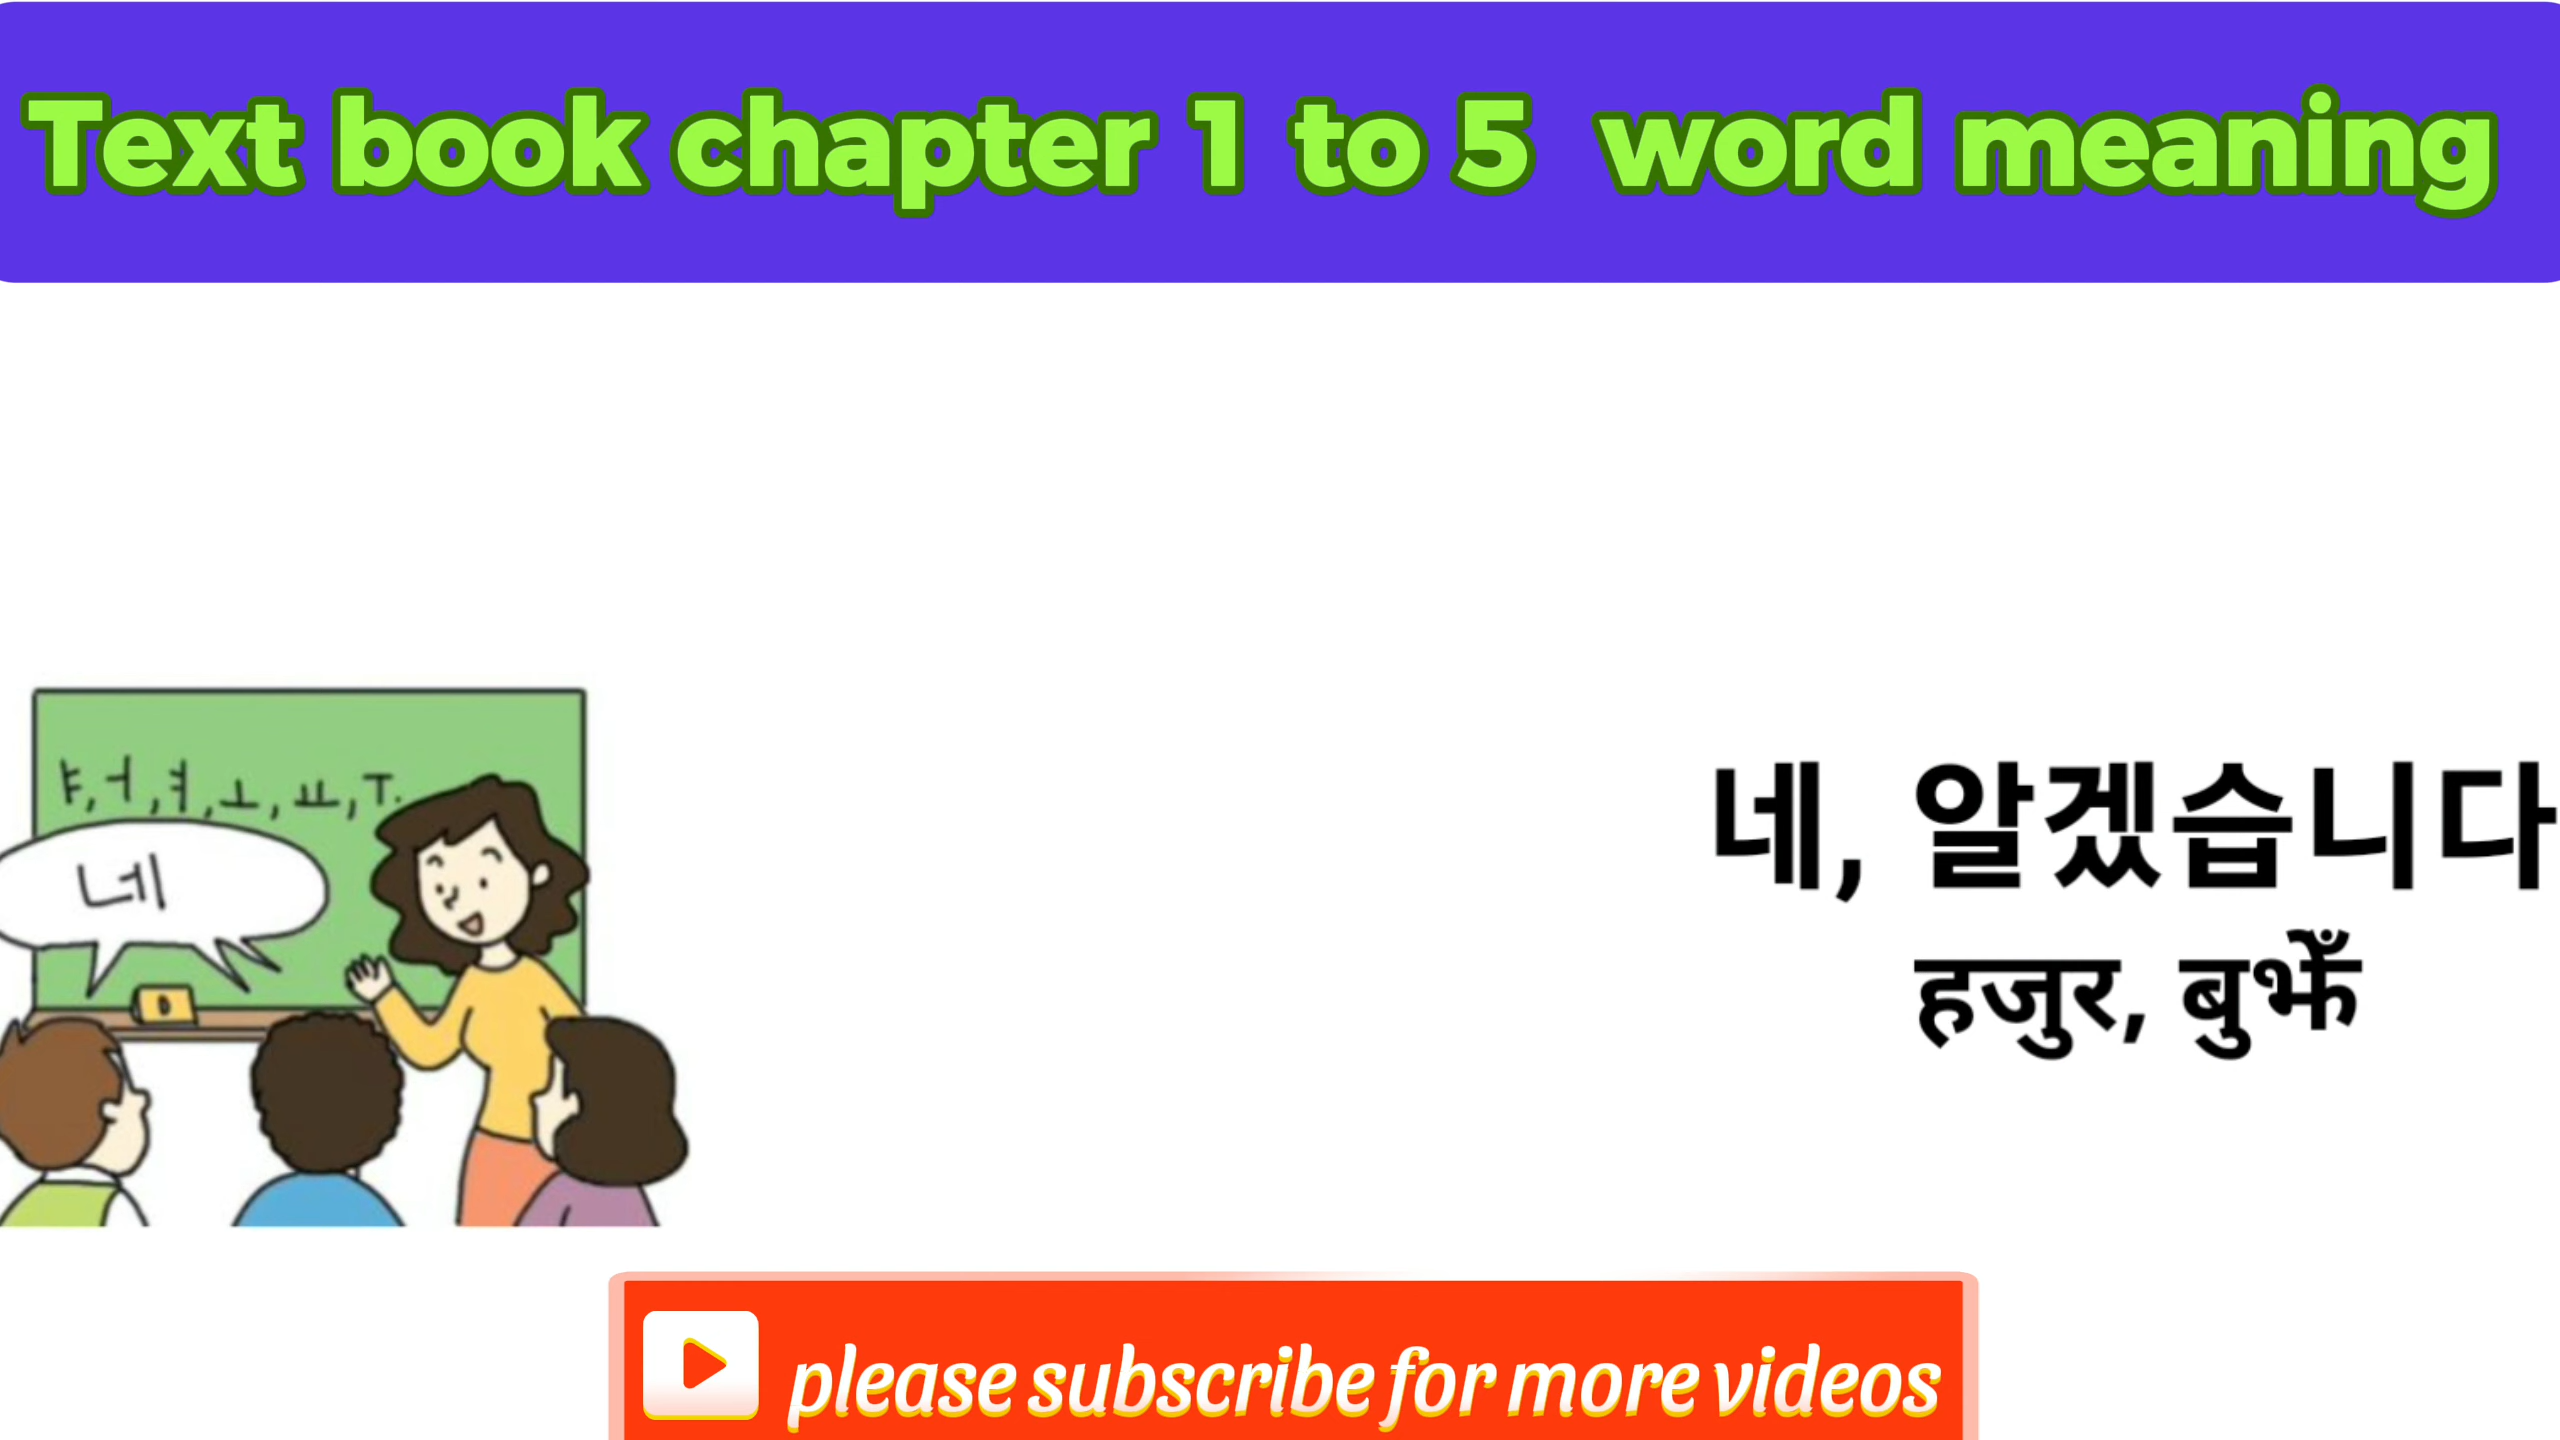 Text book chapter 1 to 5 word meaning
ㅑ,ㅓ,ㅕ,ㅗ,ㅛ,ㅜ.
네
네, 알겠습니다
हजुर, बुझेँ
please subscribe for more videos